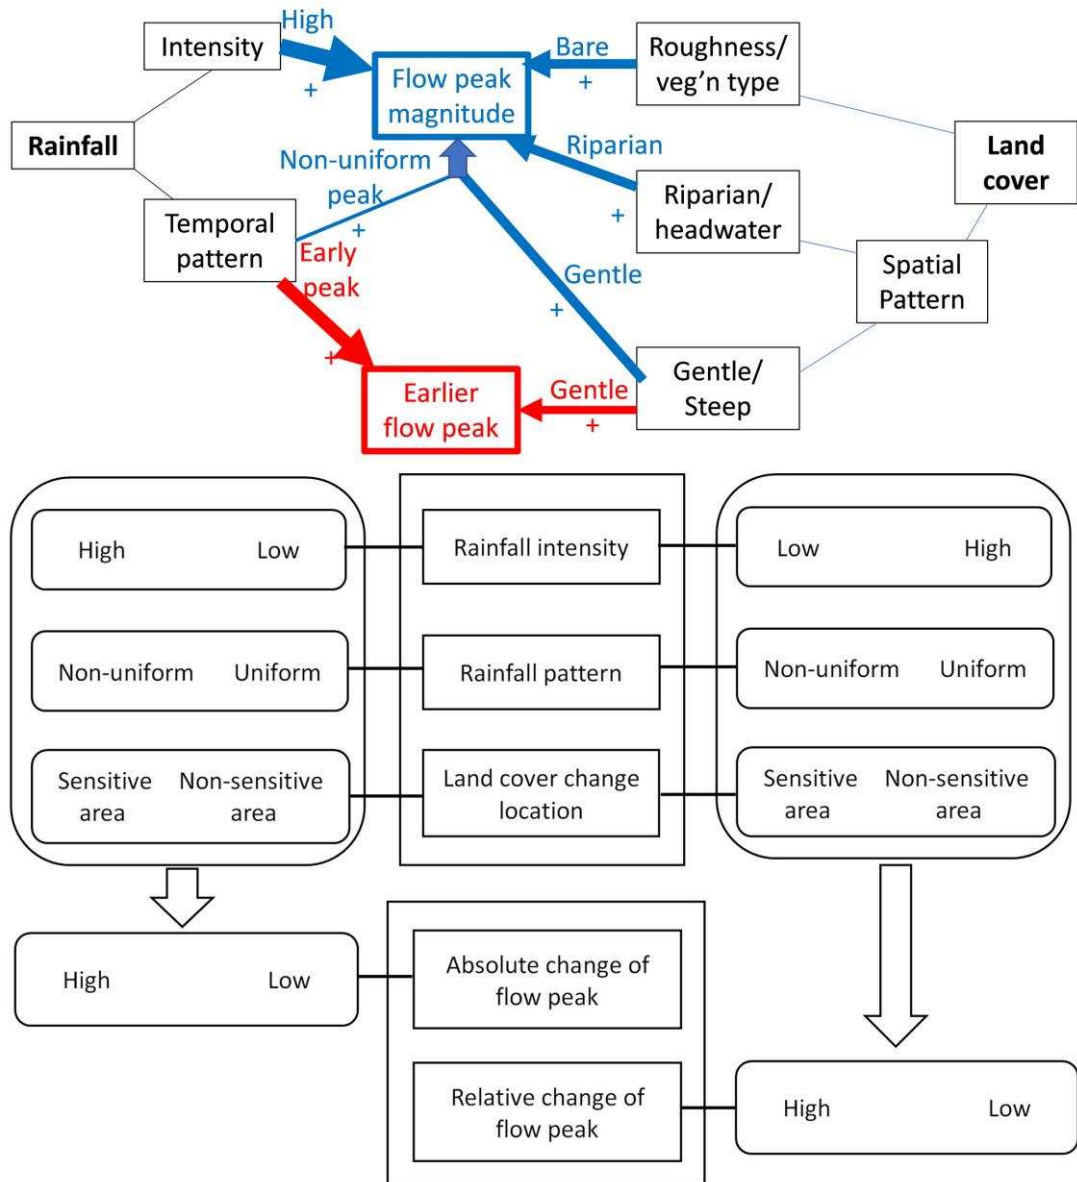 High
Intensity
+
Flow peak
magnitude
Bare
+
Roughness/
veg’n type
Rainfall
Non-uniform
peak
+
Riparian
+
Riparian/
headwater
Land
cover
Temporal
pattern
Early
peak
+
Gentle
+
Spatial
Pattern
Earlier
flow peak
Gentle
+
Gentle/
Steep
High Low
Rainfall intensity
Low High
Non-uniform Uniform
Rainfall pattern
Non-uniform Uniform
Sensitive Non-sensitive
area area
Land cover change
location
Sensitive Non-sensitive
area area
High Low
Absolute change of
flow peak
Relative change of
flow peak
High Low